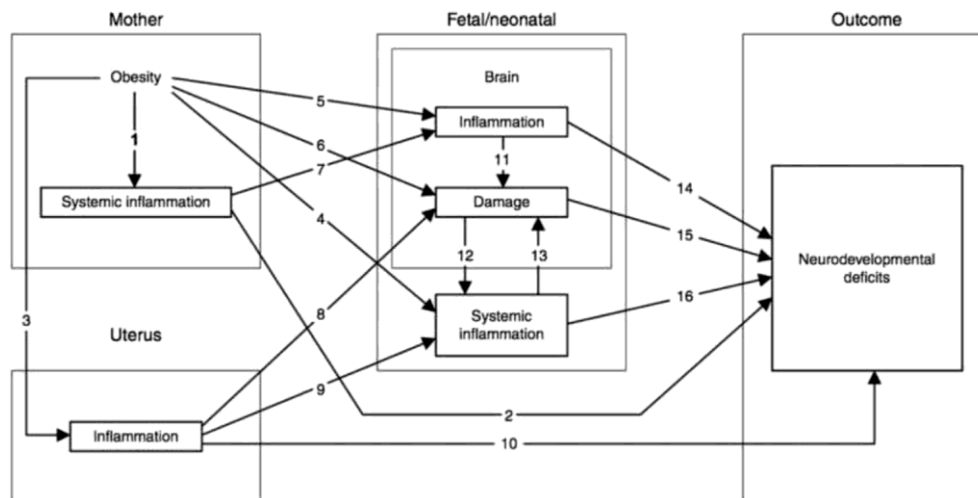 Mother
Fetal/neonatal
Outcome
Obesity
Brain
5
Inflammation
1
6
11
7
14
Systemic inflammation
Damage
4
15
12
13
Neurodevelopmental
deficits
16
3
8
Systemic
inflammation
Uterus
9
2
Inflammation
10